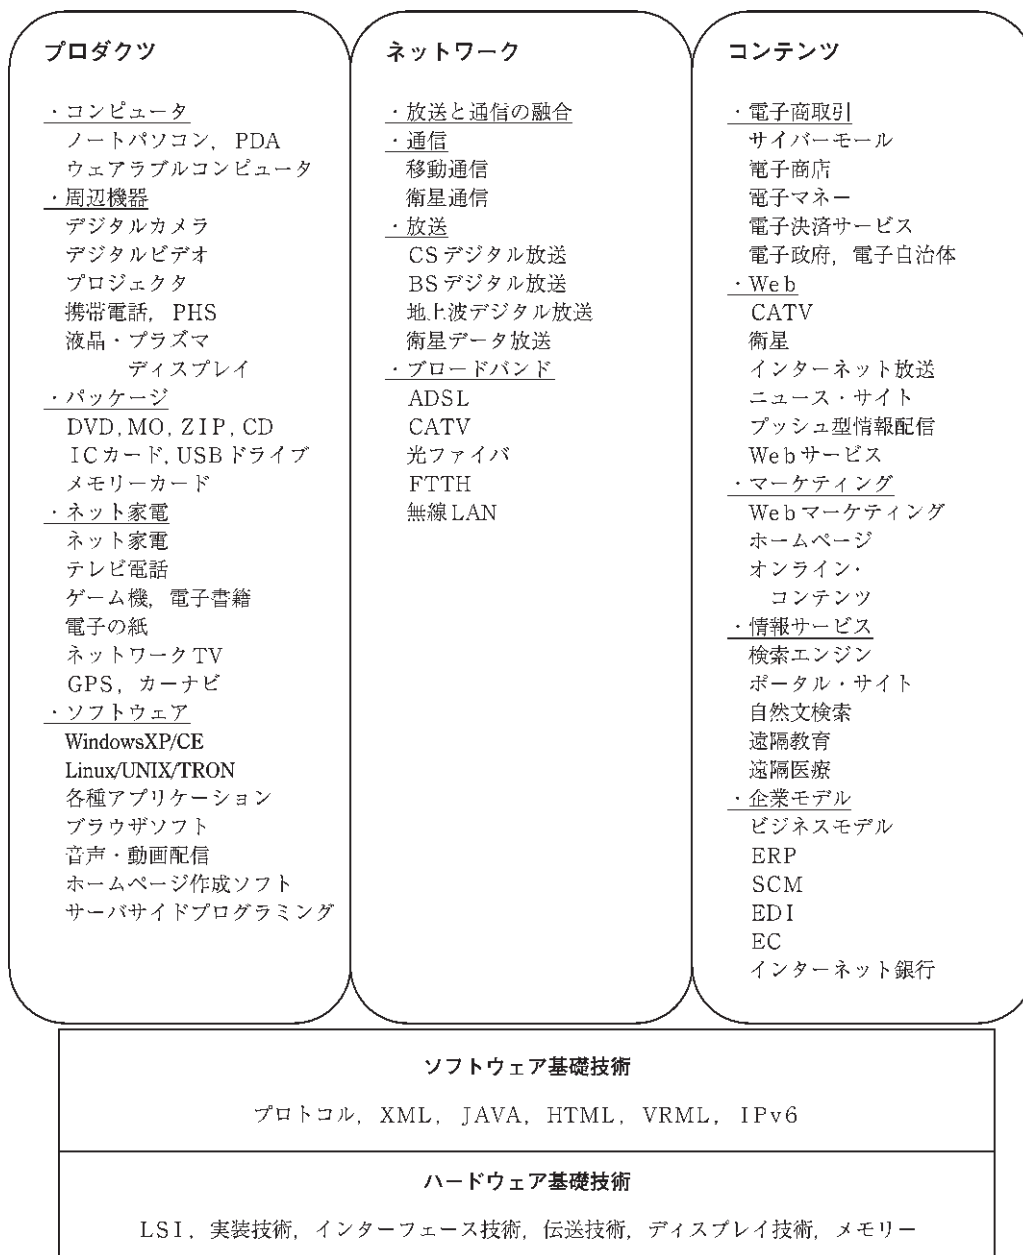 プロダクツ
・コンピュータ
ノートパソコン，PDA
ウェアラブルコンピュータ
・周辺機器
デジタルカメラ
デジタルビデオ
プロジェクタ
携帯電話，PHS
液晶・プラズマ
ディスプレイ
・パッケージ
DVD, MO, ZIP, CD
ICカード, USBドライブ
メモリーカード
・ネット家電
ネット家電
テレビ電話
ゲーム機，電子書籍
電子の紙
ネットワークTV
GPS，カーナビ
・ソフトウェア
WindowsXP/CE
Linux/UNIX/TRON
各種アプリケーション
ブラウザソフト
音声・動画配信
ホームページ作成ソフト
サーバサイドプログラミング
ネットワーク
・放送と通信の融合
・通信
移動通信
衛星通信
・放送
CSデジタル放送
BSデジタル放送
地上波デジタル放送
衛星データ放送
・ブロードバンド
ADSL
CATV
光ファイバ
FTTH
無線LAN
コンテンツ
・電子商取引
サイバーモール
電子商店
電子マネー
電子決済サービス
電子政府，電子自治体
・Web
CATV
衛星
インターネット放送
ニュース・サイト
プッシュ型情報配信
Webサービス
・マーケティング
Webマーケティング
ホームページ
オンライン・
コンテンツ
・情報サービス
検索エンジン
ポータル・サイト
自然文検索
遠隔教育
遠隔医療
・企業モデル
ビジネスモデル
ERP
SCM
EDI
EC
インターネット銀行
ソフトウェア基礎技術
プロトコル，XML，JAVA，HTML，VRML，IPv6
ハードウェア基礎技術
LSI，実装技術，インターフェース技術，伝送技術，ディスプレイ技術，メモリー